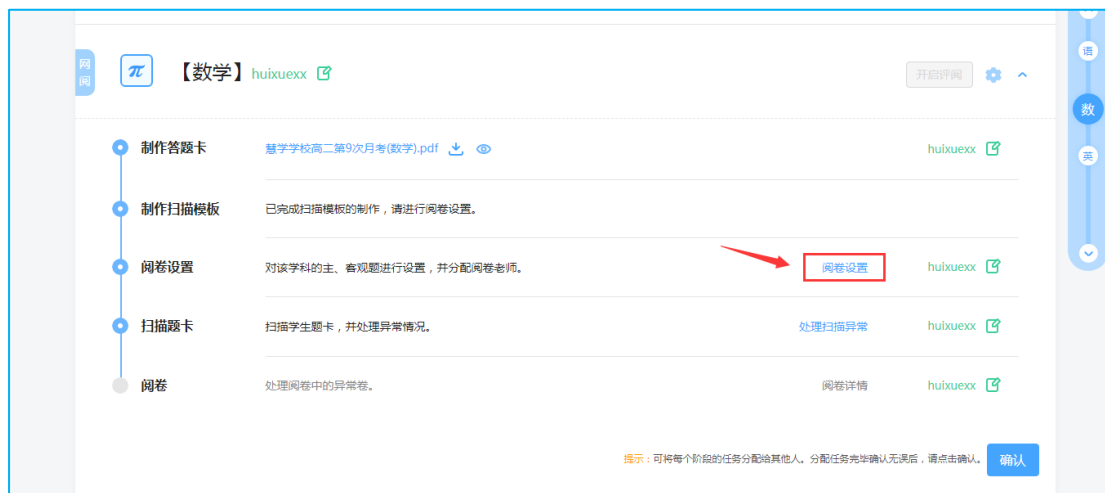 网阅
π 【数学】 huixuexx 开启评阅
制作答题卡 慧学学校高二第9次月考(数学).pdf huixuexx
制作扫描模板 已完成扫描模板的制作，请进行阅卷设置。
阅卷设置 对该学科的主、客观题进行设置，并分配阅卷老师。 阅卷设置 huixuexx
扫描题卡 扫描学生题卡，并处理异常情况。 处理扫描异常 huixuexx
阅卷 处理阅卷中的异常卷。 阅卷详情 huixuexx
提示：可将每个阶段的任务分配给其他人。分配任务完毕确认无误后，请点击确认。 确认
语
数
英